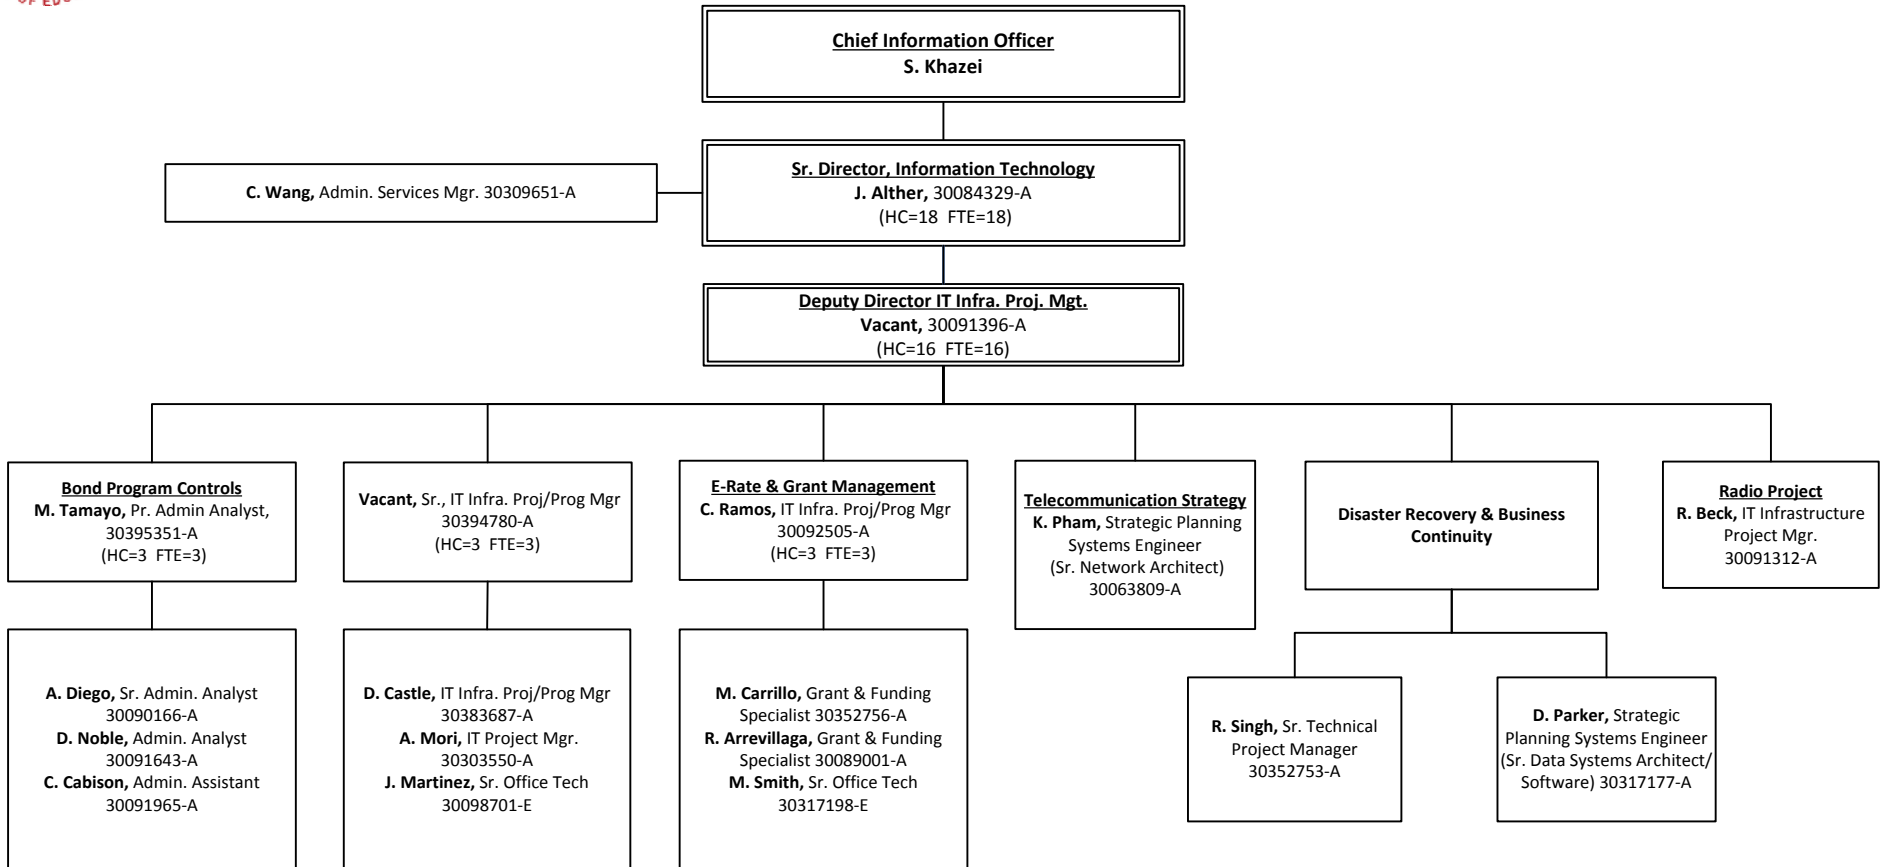 OF EDU
Chief Information Officer
S. Khazei
C. Wang, Admin. Services Mgr. 30309651-A
Sr. Director, Information Technology
J. Alther, 30084329-A
(HC=18 FTE=18)
Deputy Director IT Infra. Proj. Mgt.
Vacant, 30091396-A
(HC=16 FTE=16)
Bond Program Controls
M. Tamayo, Pr. Admin Analyst,
30395351-A
(HC=3 FTE=3)
Vacant, Sr., IT Infra. Proj/Prog Mgr
30394780-A
(HC=3 FTE=3)
E-Rate & Grant Management
C. Ramos, IT Infra. Proj/Prog Mgr
30092505-A
(HC=3 FTE=3)
Telecommunication Strategy
K. Pham, Strategic Planning
Systems Engineer
(Sr. Network Architect)
30063809-A
Disaster Recovery & Business
Continuity
Radio Project
R. Beck, IT Infrastructure
Project Mgr.
30091312-A
A. Diego, Sr. Admin. Analyst
30090166-A
D. Noble, Admin. Analyst
30091643-A
C. Cabison, Admin. Assistant
30091965-A
D. Castle, IT Infra. Proj/Prog Mgr
30383687-A
A. Mori, IT Project Mgr.
30303550-A
J. Martinez, Sr. Office Tech
30098701-E
M. Carrillo, Grant & Funding
Specialist 30352756-A
R. Arrevillaga, Grant & Funding
Specialist 30089001-A
M. Smith, Sr. Office Tech
30317198-E
R. Singh, Sr. Technical
Project Manager
30352753-A
D. Parker, Strategic
Planning Systems Engineer
(Sr. Data Systems Architect/
Software) 30317177-A